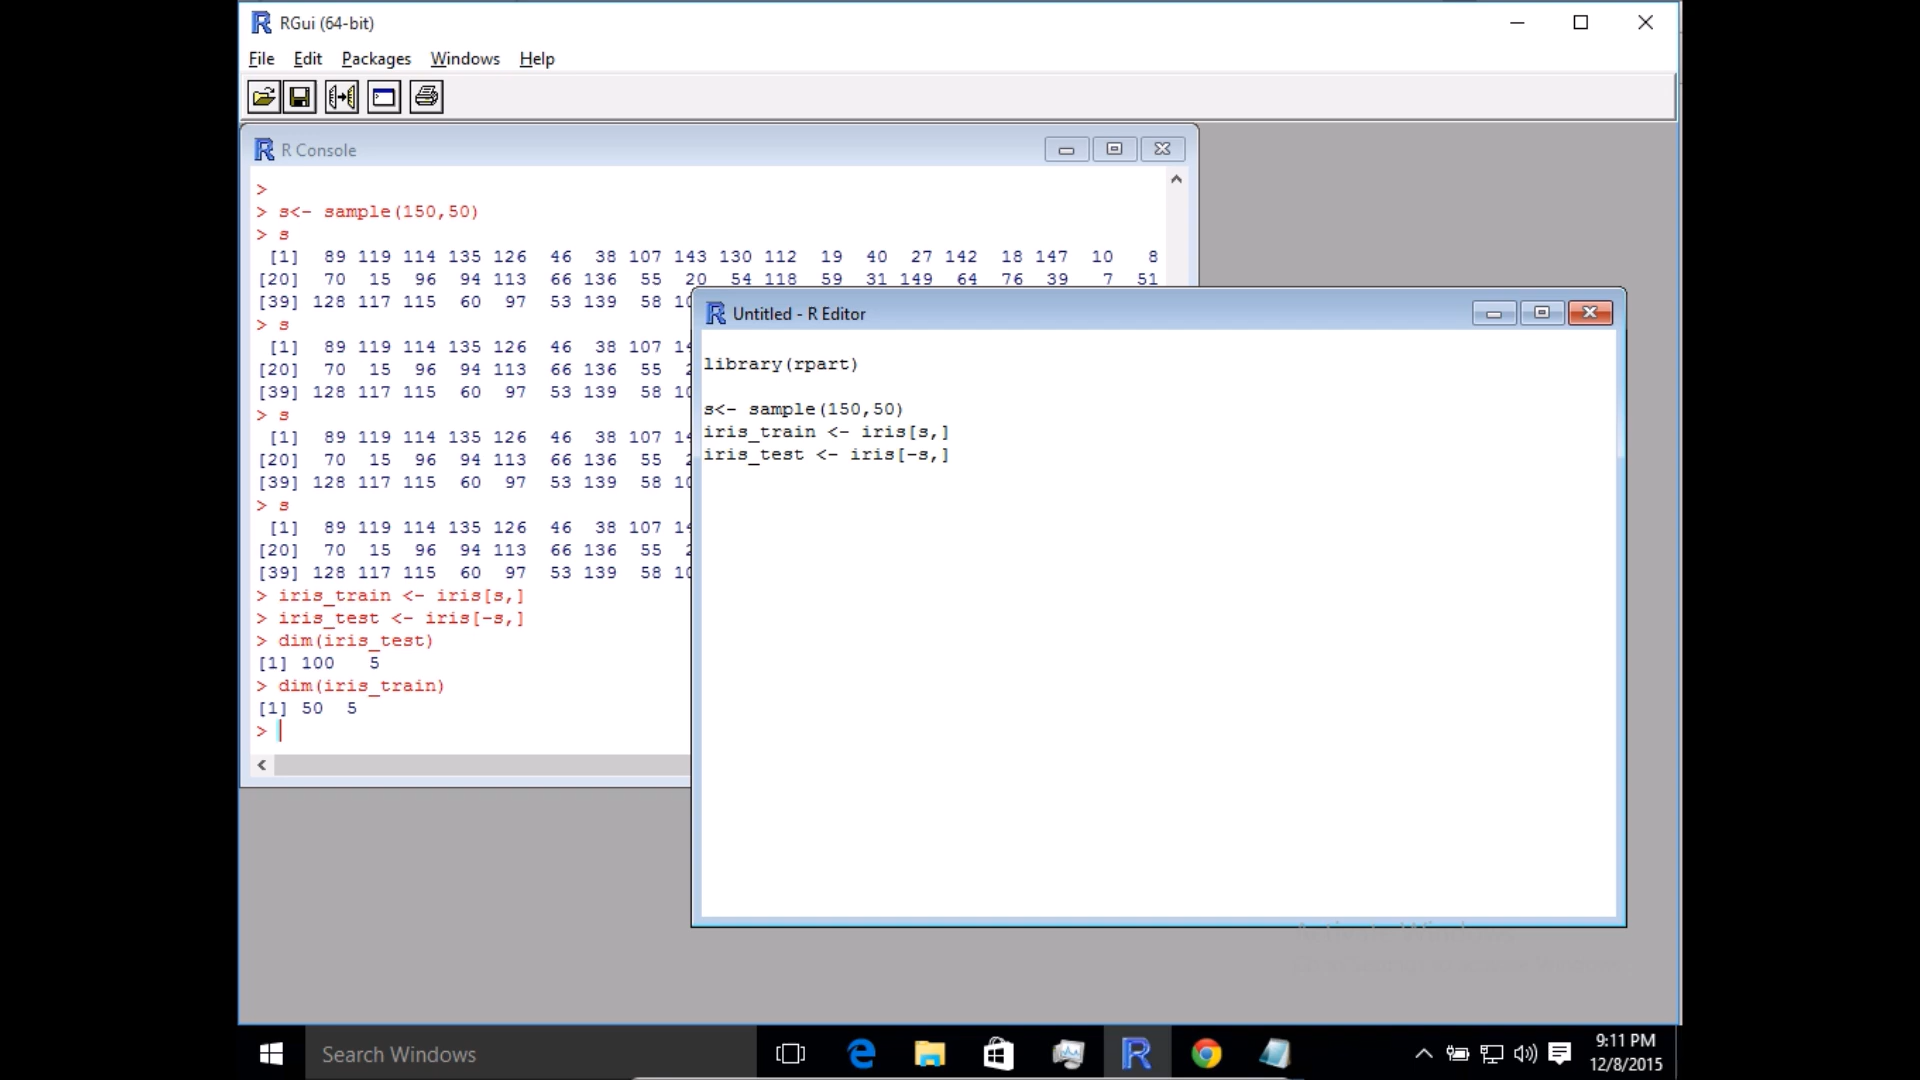 RGui (64-bit)
File Edit Packages Windows Help
R Console
>
> s<- sample(150,50)
> s
[1] 89 119 114 135 126 46 38 107 143 130 112 19 40 27 142 18 147 10 8
[20] 70 15 96 94 113 66 136 55 20 54 118 59 31 149 64 76 39 7 51
[39] 128 117 115 60 97 53 139 58
> s
[1] 89 119 114 135 126 46 38 107
[20] 70 15 96 94 113 66 136 55
[39] 128 117 115 60 97 53 139 58
> s
[1] 89 119 114 135 126 46 38 107
[20] 70 15 96 94 113 66 136 55
[39] 128 117 115 60 97 53 139 58
> s
[1] 89 119 114 135 126 46 38 107
[20] 70 15 96 94 113 66 136 55
[39] 128 117 115 60 97 53 139 58
> iris_train <- iris[s,]
> iris_test <- iris[-s,]
> dim(iris_test)
[1] 100 5
> dim(iris_train)
[1] 50 5
>
Untitled - R Editor
library(rpart)
s<- sample(150,50)
iris_train <- iris[s,]
iris_test <- iris[-s,]
Search Windows
9:11 PM
12/8/2015